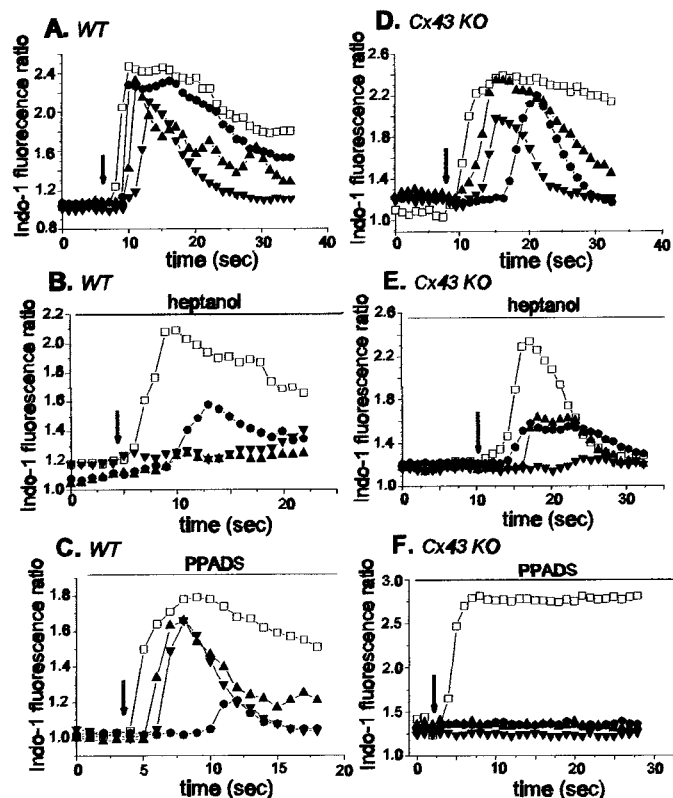 A. WT
Indo-1 fluorescence ratio
2.4
2.0
1.6
1.2
0.8
0
10
20
30
40
time (sec)
D. Cx43 KO
Indo-1 fluorescence ratio
2.6
2.2
1.8
1.4
1.0
0
10
20
30
40
time (sec)
B. WT
heptanol
Indo-1 fluorescence ratio
2.2
2.0
1.8
1.6
1.4
1.2
1.0
0
5
10
15
20
time (sec)
E. Cx43 KO
heptanol
Indo-1 fluorescence ratio
2.6
2.2
1.8
1.4
1.0
0
10
20
30
time (sec)
C. WT
PPADS
Indo-1 fluorescence ratio
1.8
1.6
1.4
1.2
1.0
0
5
10
15
20
time (sec)
F. Cx43 KO
PPADS
Indo-1 fluorescence ratio
3.0
2.5
2.0
1.5
1.0
0
10
20
30
time (sec)